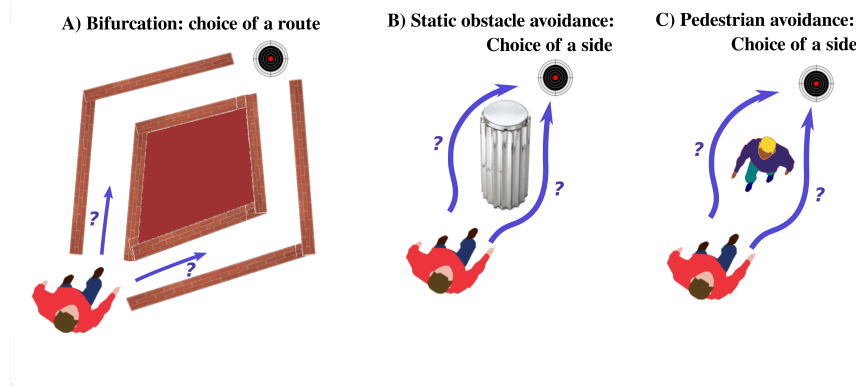 A) Bifurcation: choice of a route
B) Static obstacle avoidance:
Choice of a side
C) Pedestrian avoidance:
Choice of a side
?
?
?
?
?
?